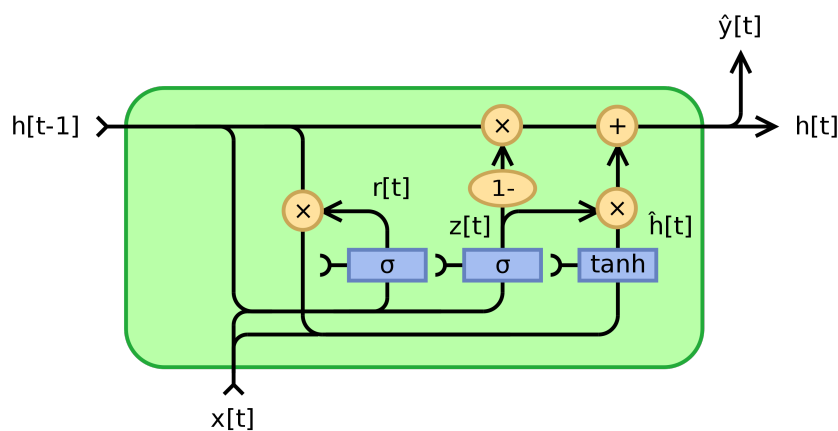 ŷ[t]
h[t-1]
×
+
h[t]
r[t]
1-
×
×
z[t]
ĥ[t]
σ
σ
tanh
x[t]